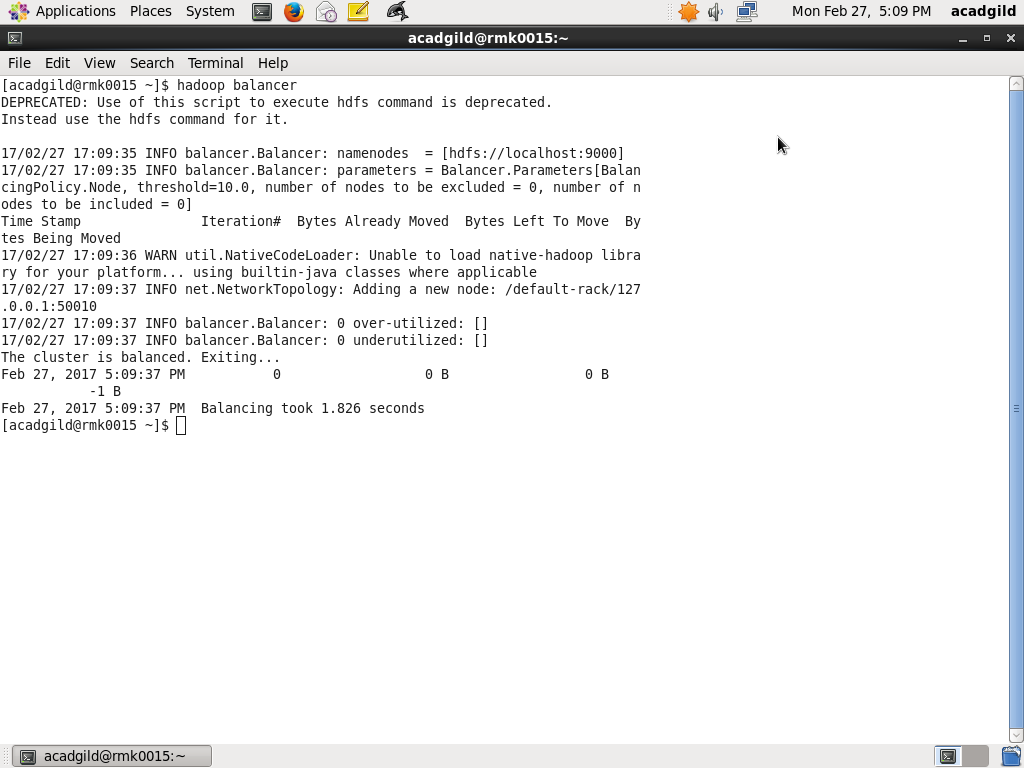 Applications Places System Mon Feb 27, 5:09 PM acadgild
acadgild@rmk0015:~
File Edit View Search Terminal Help
[acadgild@rmk0015 ~]$ hadoop balancer
DEPRECATED: Use of this script to execute hdfs command is deprecated.
Instead use the hdfs command for it.
17/02/27 17:09:35 INFO balancer.Balancer: namenodes  = [hdfs://localhost:9000]
17/02/27 17:09:35 INFO balancer.Balancer: parameters = Balancer.Parameters[Balan
cingPolicy.Node, threshold=10.0, number of nodes to be excluded = 0, number of n
odes to be included = 0]
Time Stamp               Iteration#  Bytes Already Moved  Bytes Left To Move  By
tes Being Moved
17/02/27 17:09:36 WARN util.NativeCodeLoader: Unable to load native-hadoop libra
ry for your platform... using builtin-java classes where applicable
17/02/27 17:09:37 INFO net.NetworkTopology: Adding a new node: /default-rack/127
.0.0.1:50010
17/02/27 17:09:37 INFO balancer.Balancer: 0 over-utilized: []
17/02/27 17:09:37 INFO balancer.Balancer: 0 underutilized: []
The cluster is balanced. Exiting...
Feb 27, 2017 5:09:37 PM           0                  0 B                 0 B
           -1 B
Feb 27, 2017 5:09:37 PM  Balancing took 1.826 seconds
[acadgild@rmk0015 ~]$
acadgild@rmk0015:~